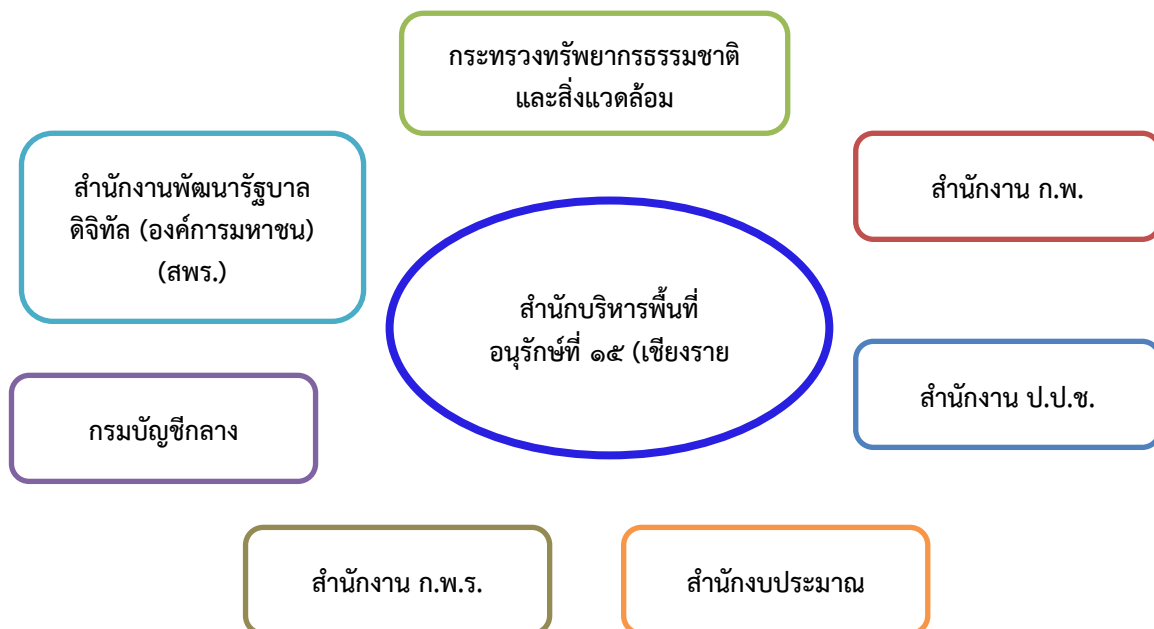 กระทรวงทรัพยากรธรรมชาติ
และสิ่งแวดล้อม
สำนักงานพัฒนารัฐบาล
ดิจิทัล (องค์การมหาชน)
(สพร.)
สำนักงาน ก.พ.
สำนักบริหารพื้นที่
อนุรักษ์ที่ ๑๕ (เชียงราย
สำนักงาน ป.ป.ช.
กรมบัญชีกลาง
สำนักงาน ก.พ.ร.
สำนักงบประมาณ